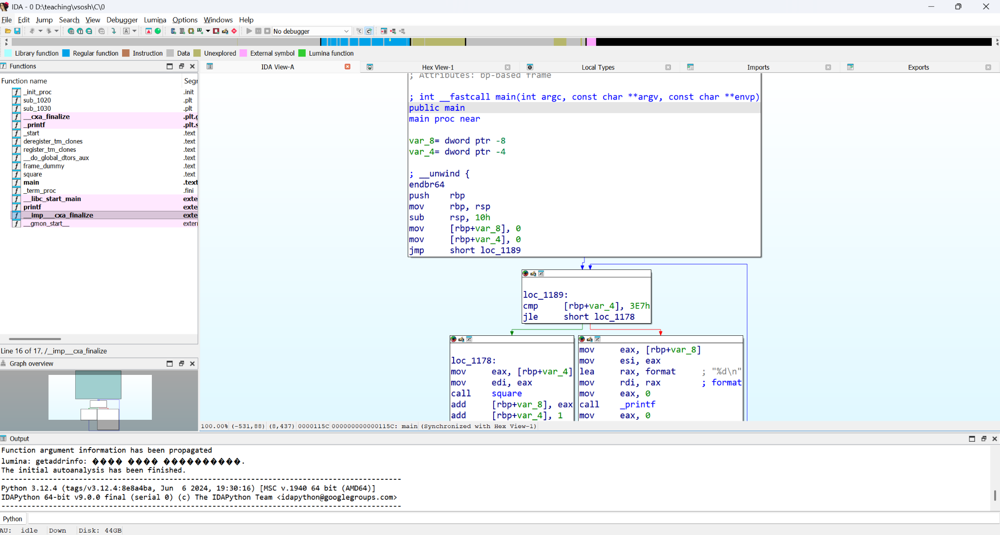 IDA - 0 D:\teaching\vsosh\C\0
File Edit Jump Search View Debugger Lumina Options Windows Help
No debugger
Library function Regular function Instruction Data Unexplored External symbol Lumina function
Functions
Function name Segr
_init_proc .init
sub_1020 .plt
sub_1030 .plt
__cxa_finalize .plt.g
_printf .plt.s
_start .text
deregister_tm_clones .text
register_tm_clones .text
__do_global_dtors_aux .text
frame_dummy .text
square .text
main .text
_term_proc .fini
__libc_start_main exte
printf exte
__imp___cxa_finalize exte
__gmon_start__ extern
Line 16 of 17, /__imp___cxa_finalize
Graph overview
IDA View-A Hex View-1 Local Types Imports Exports
; Attributes: bp-based frame
; int __fastcall main(int argc, const char **argv, const char **envp)
public main
main proc near
var_8= dword ptr -8
var_4= dword ptr -4
; __unwind {
endbr64
push rbp
mov rbp, rsp
sub rsp, 10h
mov [rbp+var_8], 0
mov [rbp+var_4], 0
jmp short loc_1189
loc_1189:
cmp [rbp+var_4], 3E7h
jle short loc_1178
loc_1178:
mov eax, [rbp+var_4]
mov edi, eax
call square
add [rbp+var_8], eax
add [rbp+var_4], 1
mov eax, [rbp+var_8]
mov esi, eax
lea rax, format ; "%d\n"
mov rdi, rax ; format
mov eax, 0
call _printf
mov eax, 0
100.00% (-531,88) (8,437) 0000115C 000000000000115C: main (Synchronized with Hex View-1)
Output
Function argument information has been propagated
lumina: getaddrinfo: ���� ���� �����������.
The initial autoanalysis has been finished.
Python 3.12.4 (tags/v3.12.4:8e8a4ba, Jun 6 2024, 19:30:16) [MSC v.1940 64 bit (AMD64)]
IDAPython 64-bit v9.0.0 final (serial 0) (c) The IDAPython Team <idapython@googlegroups.com>
Python
AU: idle Down Disk: 44GB